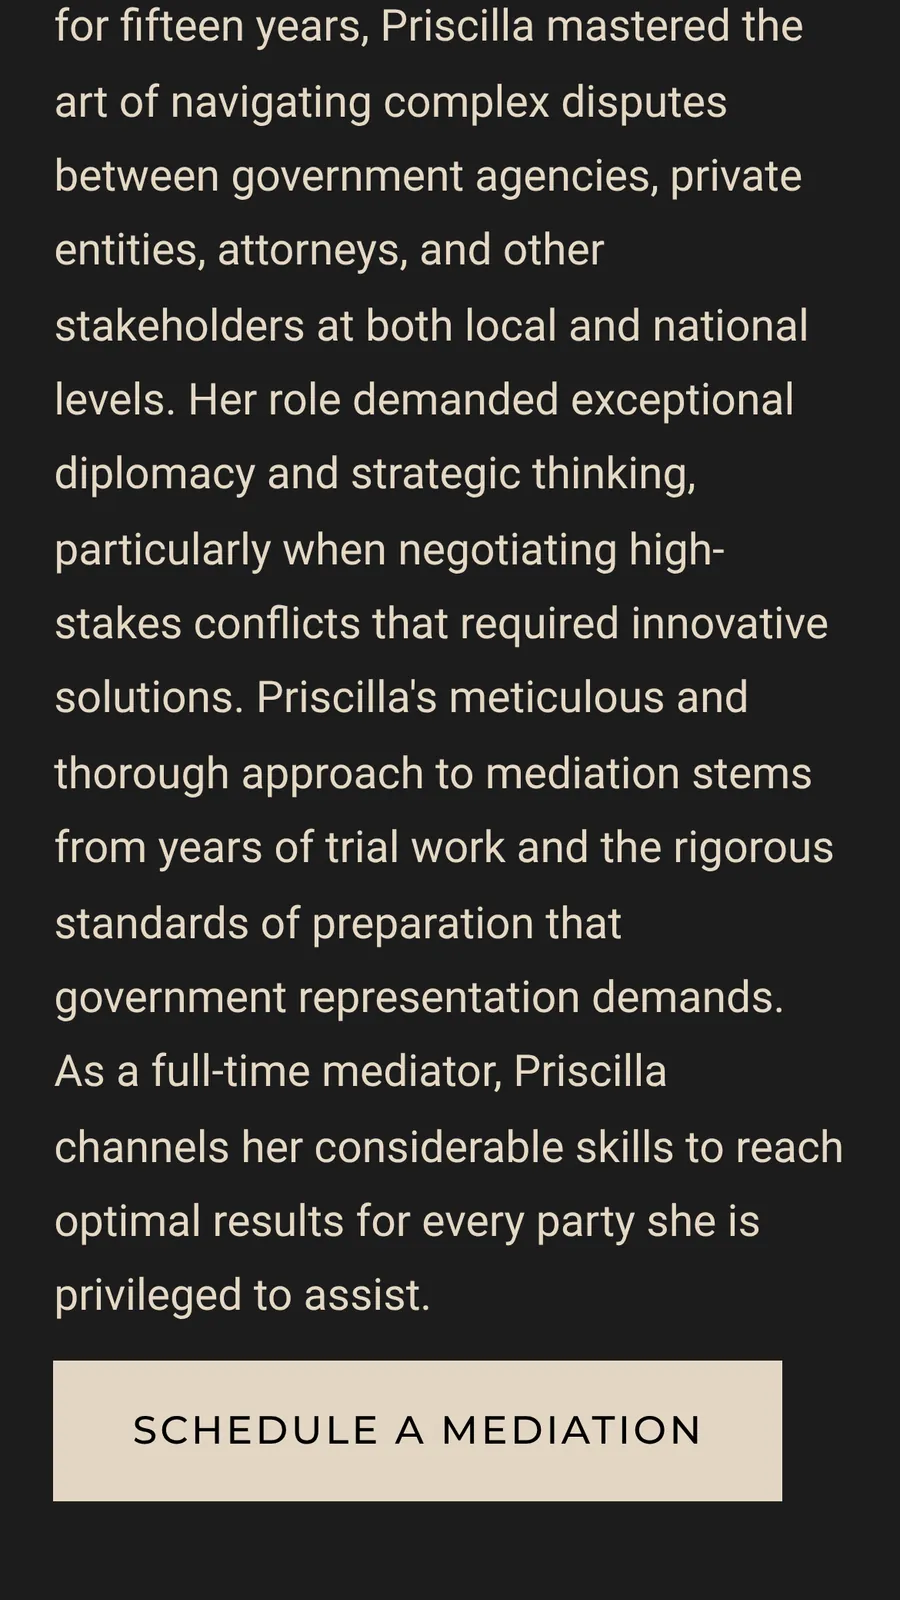 for fifteen years, Priscilla mastered the
art of navigating complex disputes
between government agencies, private
entities, attorneys, and other
stakeholders at both local and national
levels. Her role demanded exceptional
diplomacy and strategic thinking,
particularly when negotiating high-
stakes conflicts that required innovative
solutions. Priscilla's meticulous and
thorough approach to mediation stems
from years of trial work and the rigorous
standards of preparation that
government representation demands.
As a full-time mediator, Priscilla
channels her considerable skills to reach
optimal results for every party she is
privileged to assist.
SCHEDULE A MEDIATION